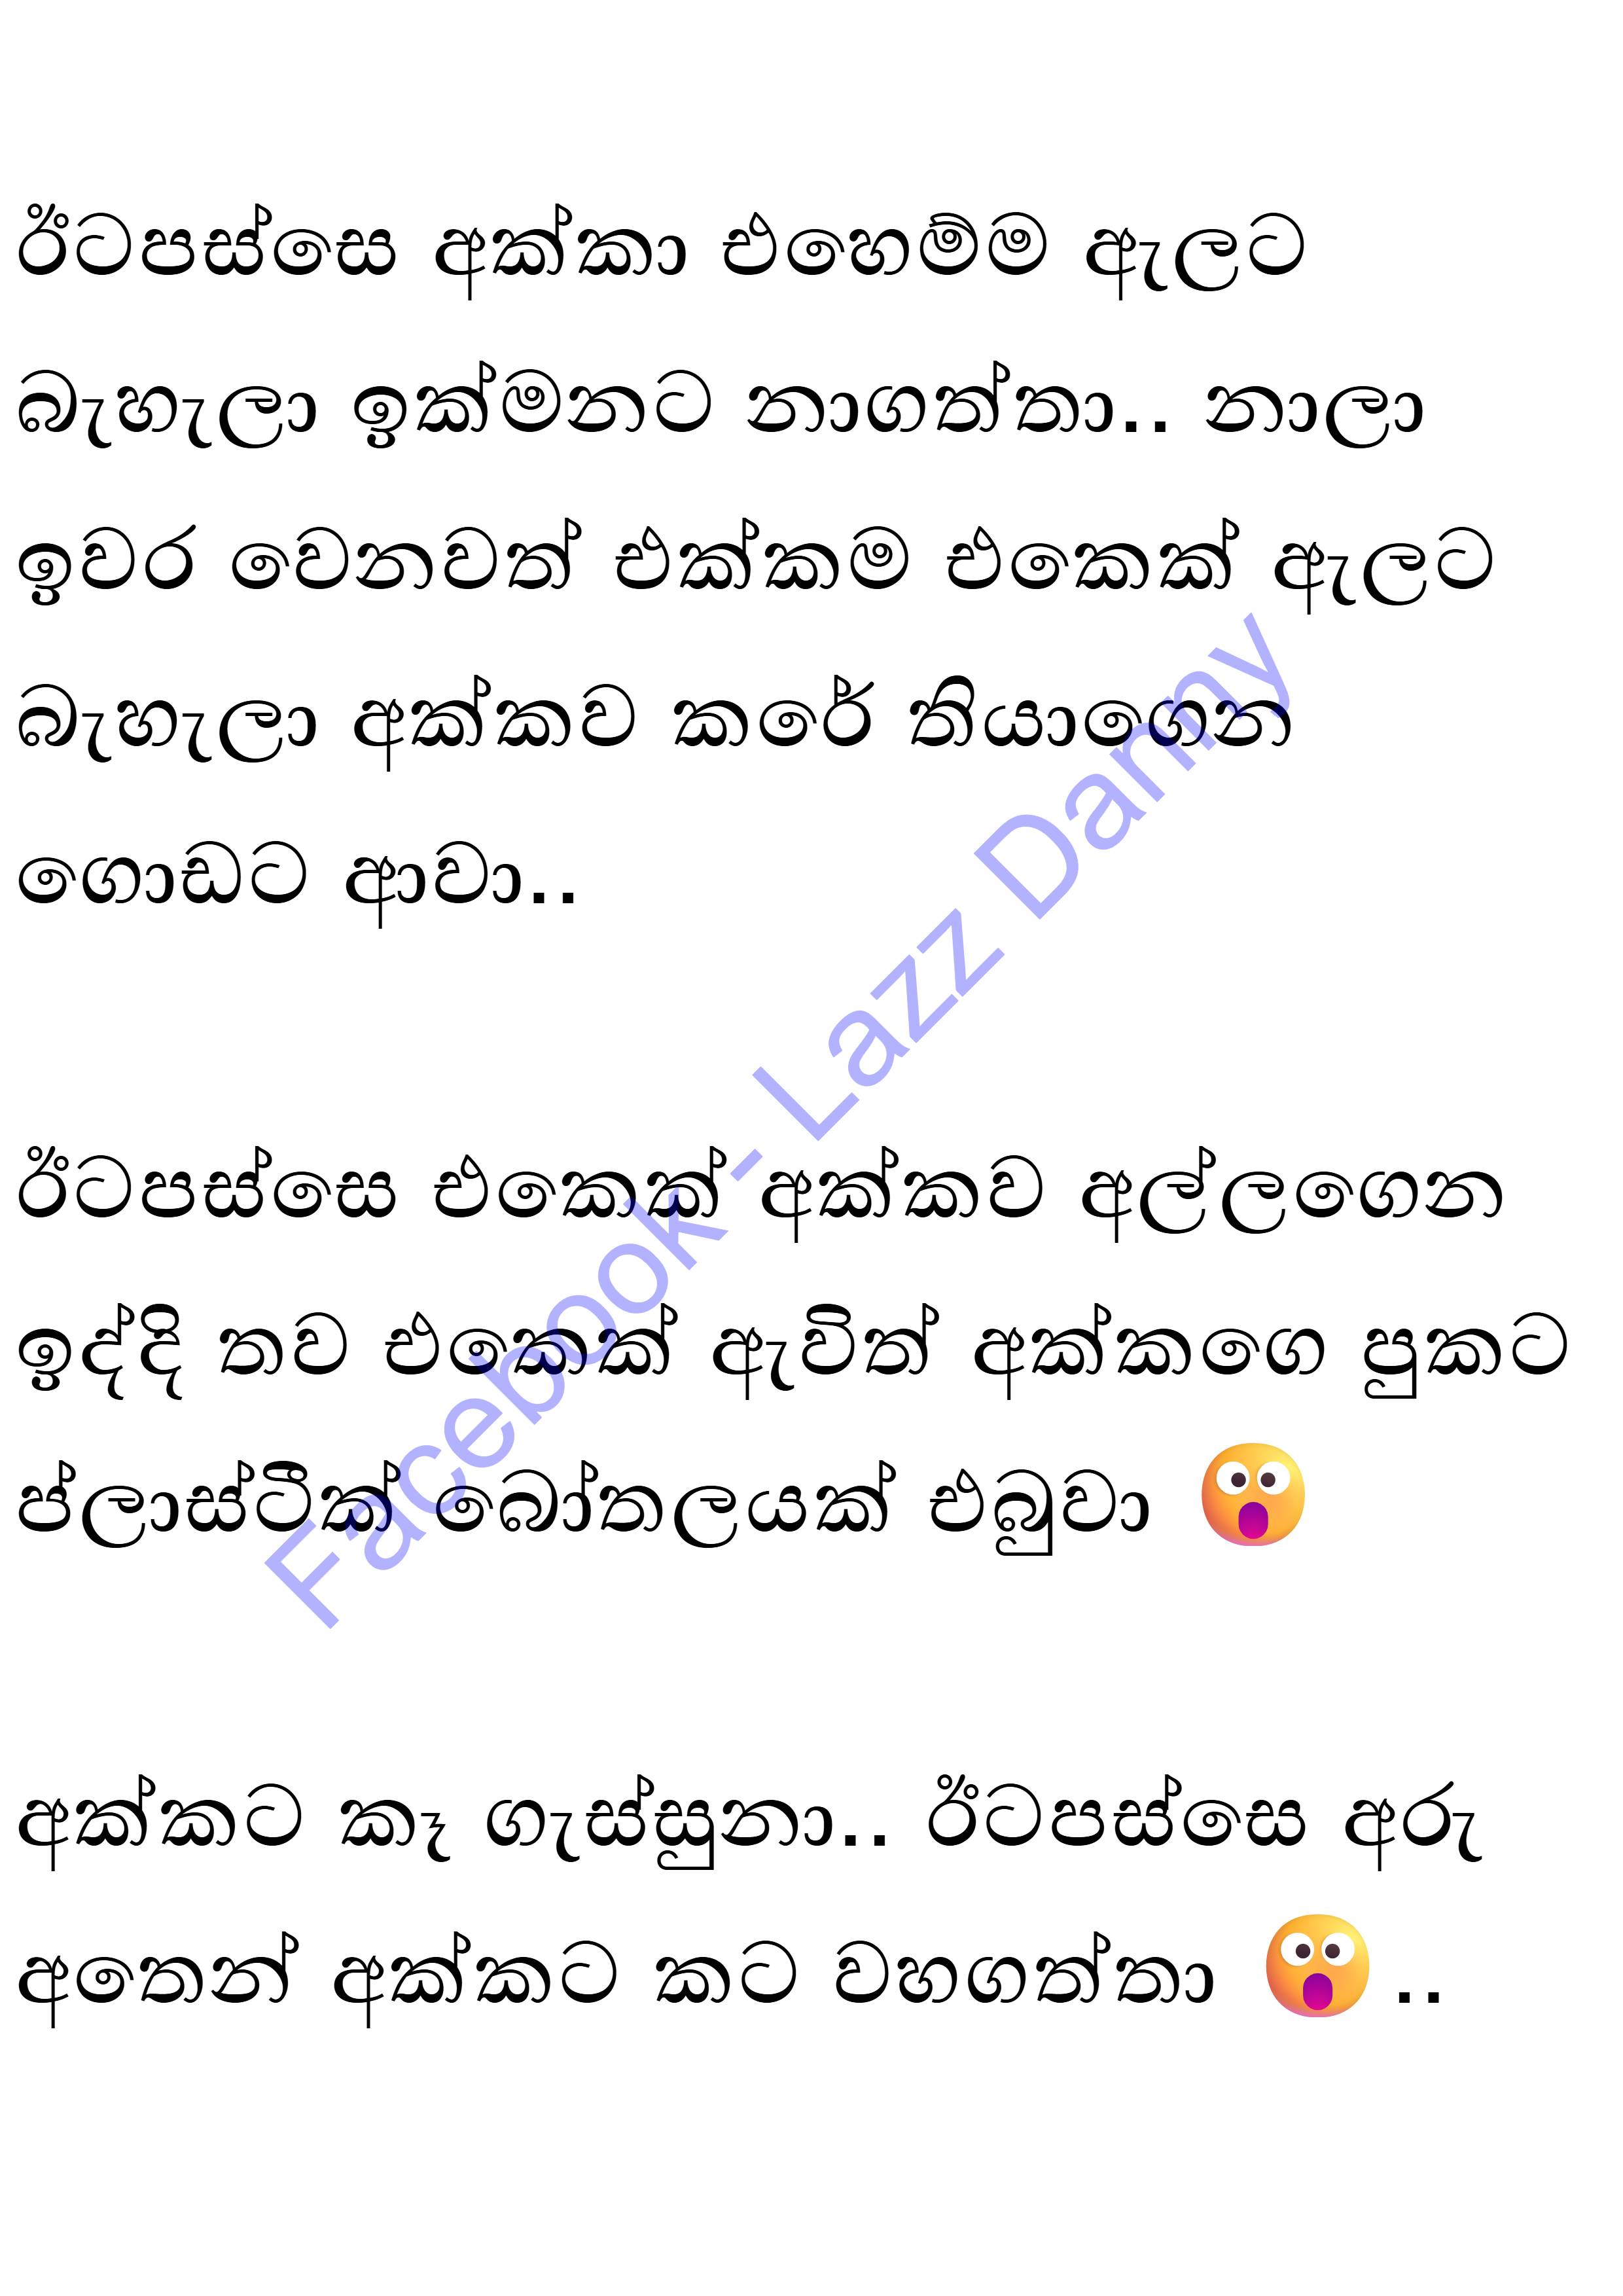 ඊටපස්සෙ අක්කා එහෙම්ම ඇලට
බැහැලා ඉක්මනට නාගත්තා.. නාලා
ඉවර වෙනවත් එක්කම එකෙක් ඇලට
බැහැලා අක්කව කරේ තියාගෙන
ගොඩට ආවා..
ඊටපස්සෙ එකෙක් අක්කව අල්ලගෙන
ඉද්දි තව එකෙක් ඇවිත් අක්කගෙ පුකට
ප්ලාස්ටික් බෝතලයක් එබුවා 😲
අක්කට කෑ ගැස්සුනා.. ඊටපස්සෙ අරු
අතෙන් අක්කට කට වහගත්තා 😲..
Facebook- Lazz Danny